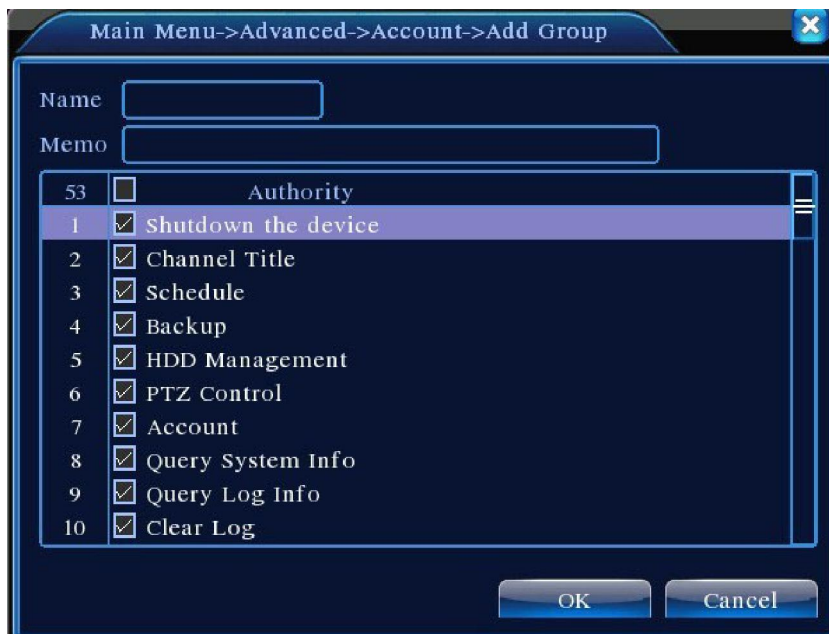 Main Menu->Advanced->Account->Add Group
Name
Memo
53 Authority
1 Shutdown the device
2 Channel Title
3 Schedule
4 Backup
5 HDD Management
6 PTZ Control
7 Account
8 Query System Info
9 Query Log Info
10 Clear Log
OK Cancel